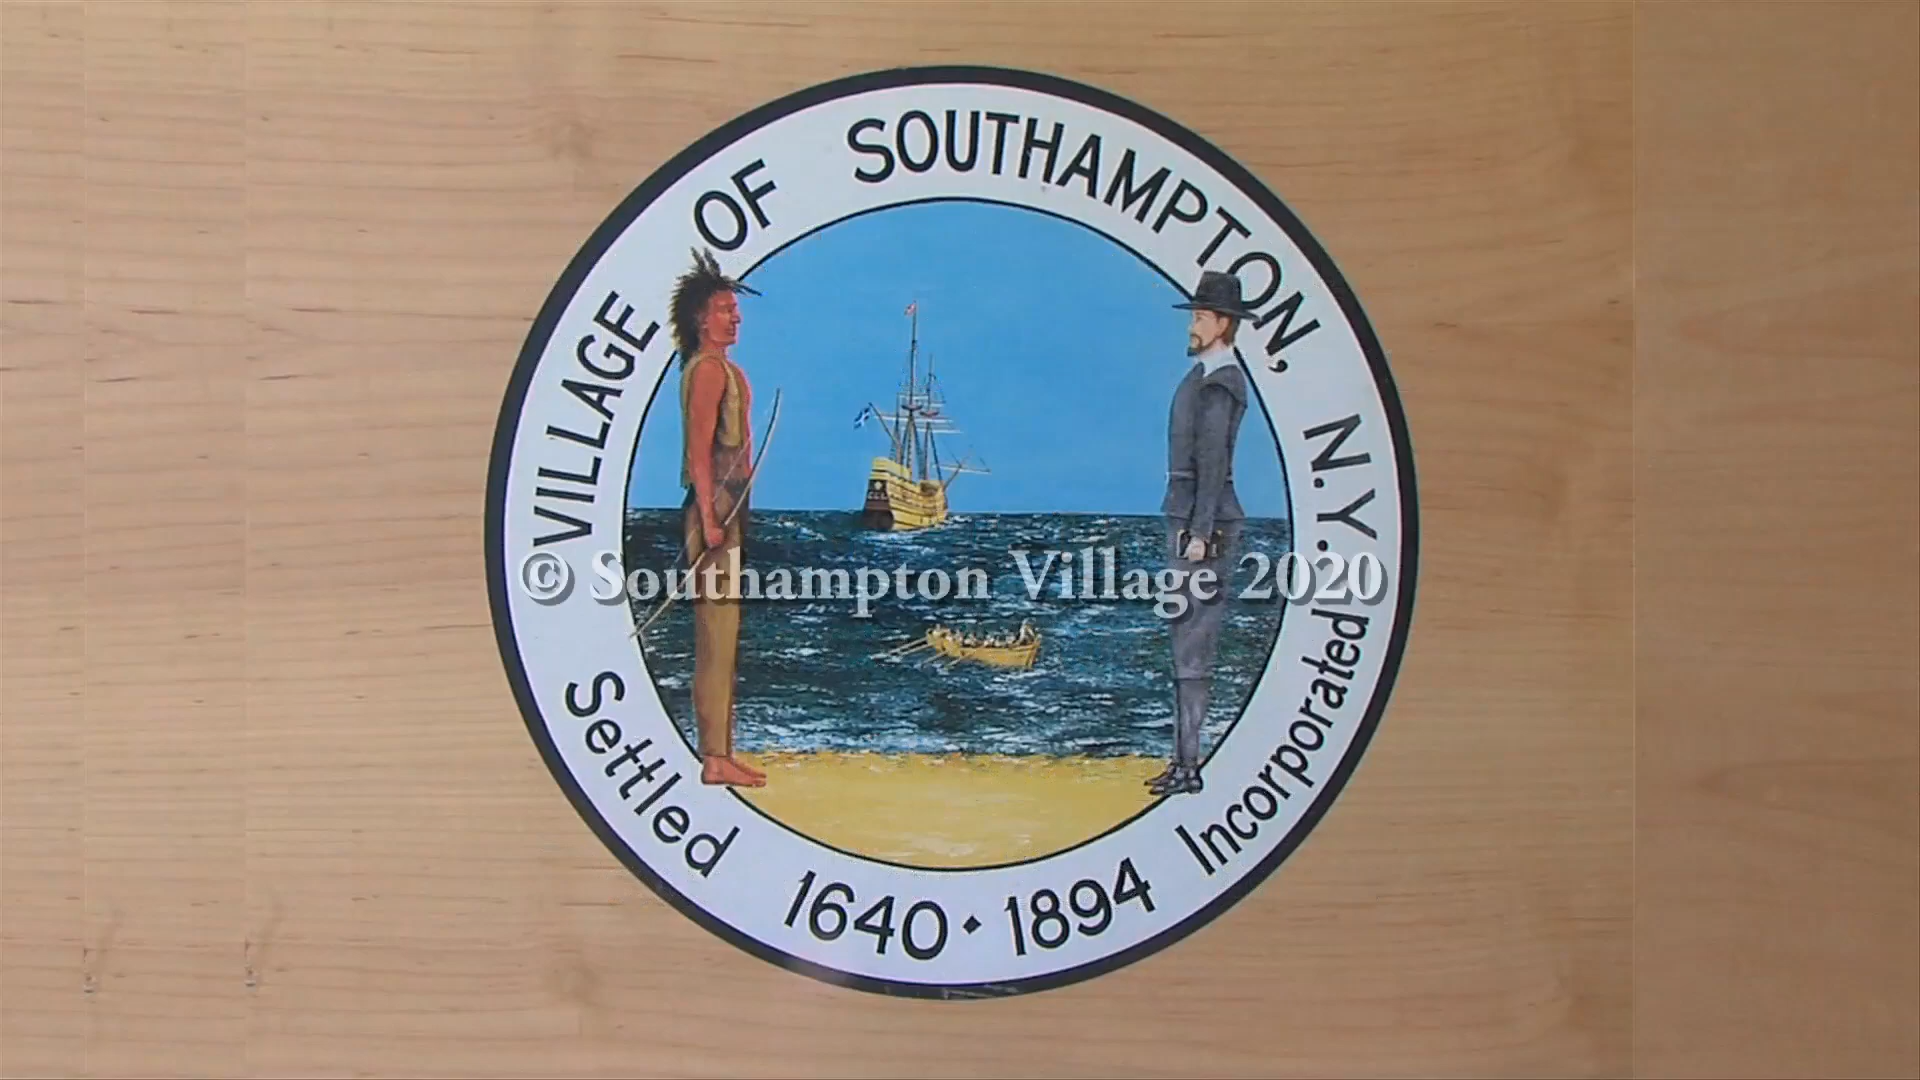 VILLAGE OF SOUTHAMPTON, N.Y.
© Southampton Village 2020
Settled 1640 · 1894 Incorporated